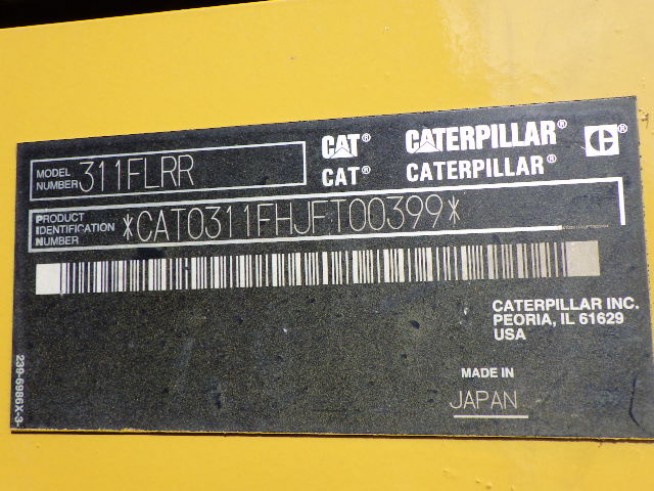 MODEL NUMBER 311FLRR
CAT® CATERPILLAR® C®
CAT® CATERPILLAR®
PRODUCT IDENTIFICATION NUMBER *CAT0311FHJFT00399*
CATERPILLAR INC.
PEORIA, IL 61629
USA
MADE IN
JAPAN
239-6986X-3